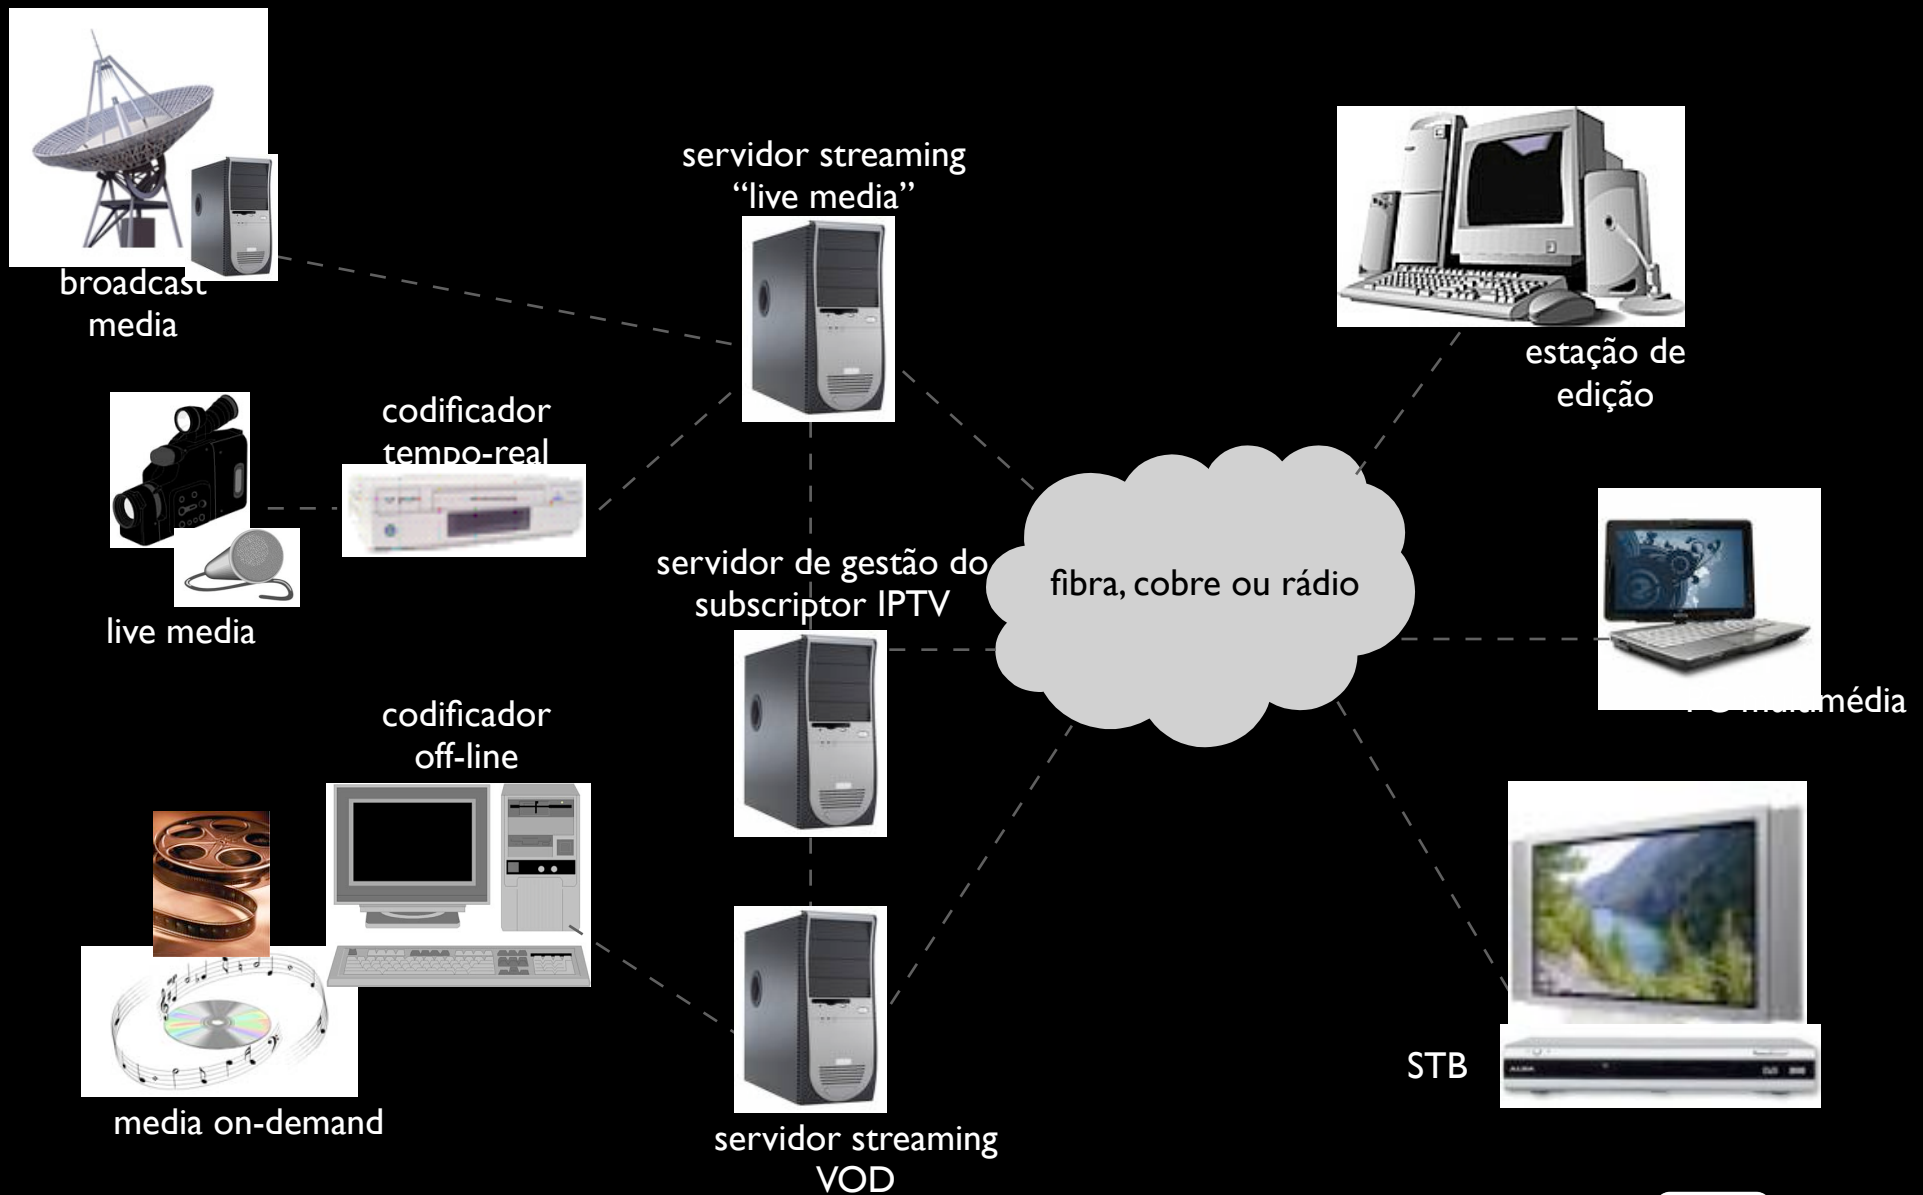 servidor streaming
“live media”
broadcast
media
estação de
edição
codificador
tempo-real
fibra, cobre ou rádio
servidor de gestão do
subscriptor IPTV
live media
multimédia
codificador
off-line
STB
media on-demand
servidor streaming
VOD